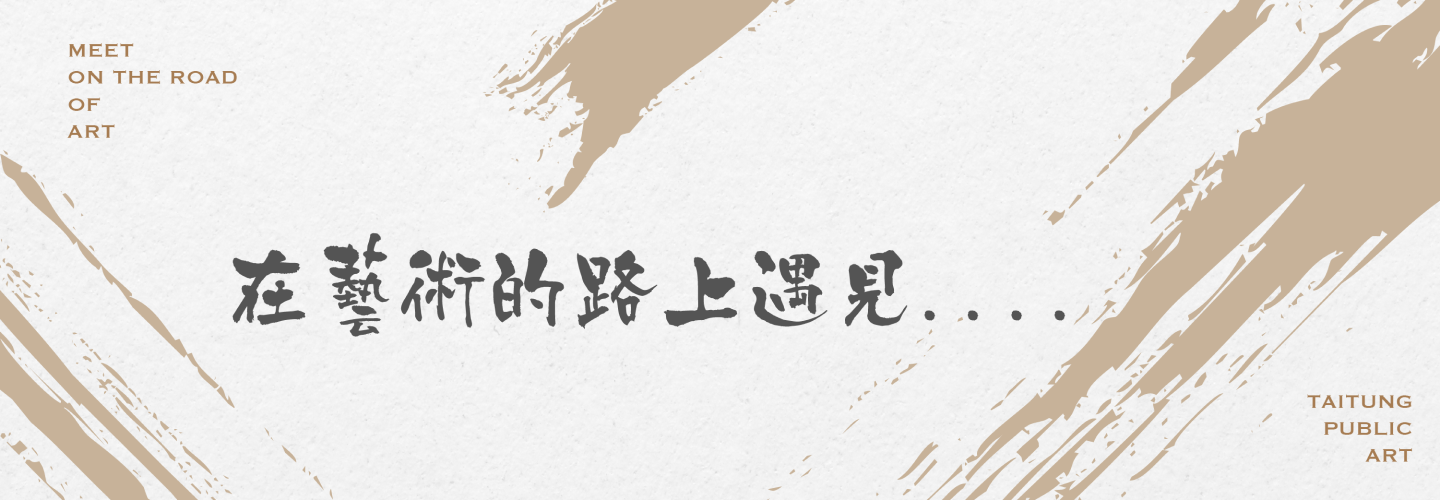 MEET
ON THE ROAD
OF
ART
在藝術的路上遇見....
TAITUNG
PUBLIC
ART